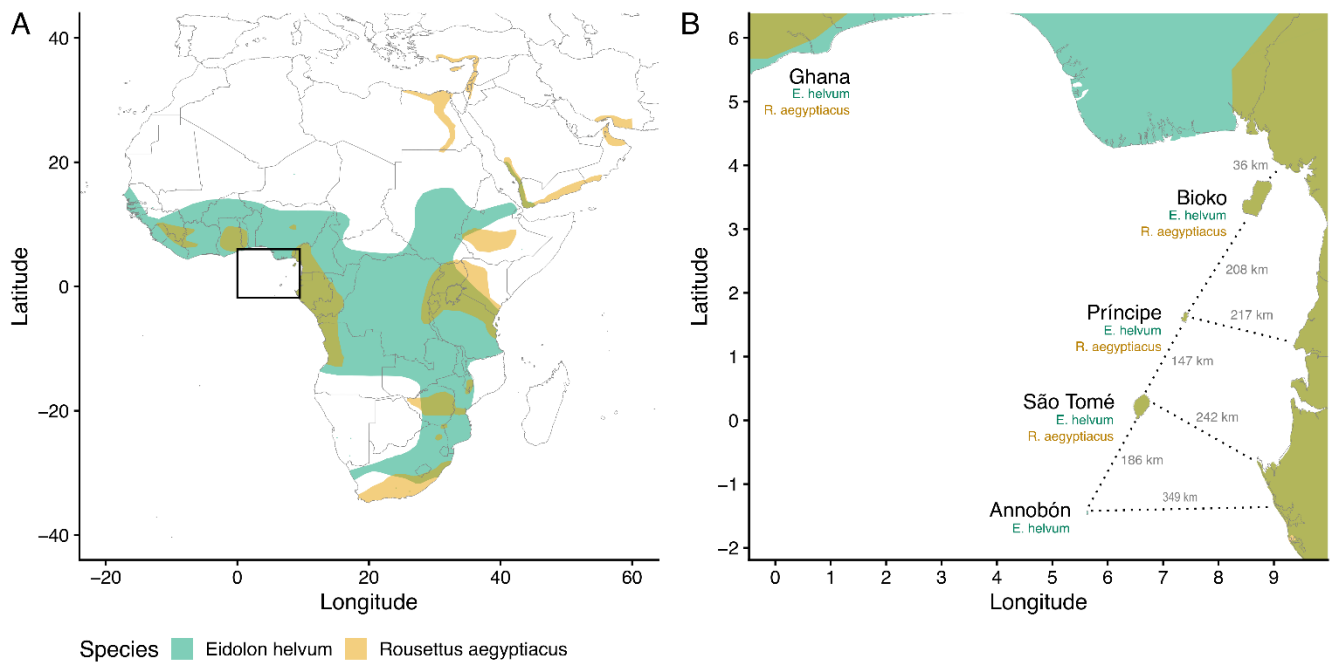 A
40
20
0
−20
−40
Latitude
−20
0
20
40
60
Longitude
Species
Eidolon helvum
Rousettus aegyptiacus
B
6
5
4
3
2
1
0
−1
−2
Latitude
Ghana
E. helvum
R. aegyptiacus
36 km
Bioko
E. helvum
R. aegyptiacus
208 km
Príncipe
E. helvum
R. aegyptiacus
217 km
147 km
São Tomé
E. helvum
R. aegyptiacus
242 km
186 km
Annobón
E. helvum
349 km
0
1
2
3
4
5
6
7
8
9
Longitude